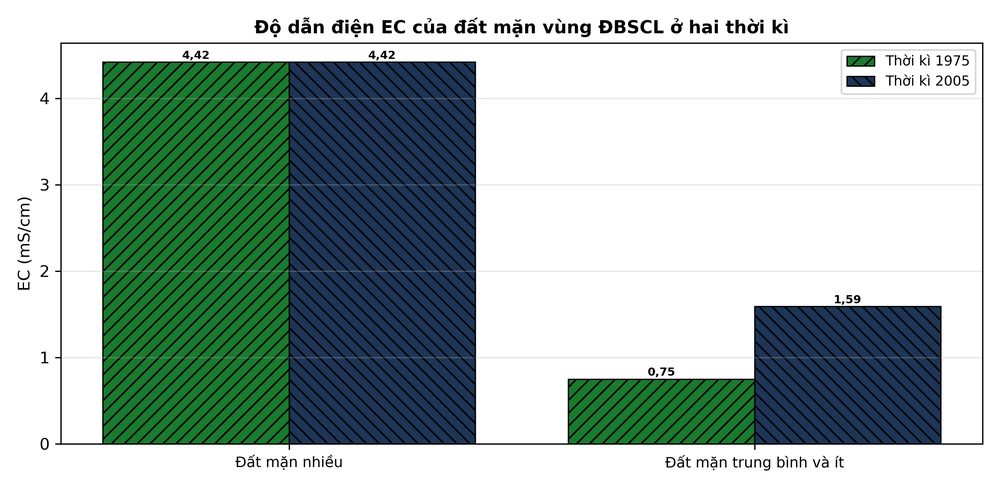 Độ dẫn điện EC của đất mặn vùng ĐBSCL ở hai thời kì
4,42
4,42
Thời kì 1975
Thời kì 2005
4
3
EC (mS/cm)
2
1,59
1
0,75
0
Đất mặn nhiều
Đất mặn trung bình và ít